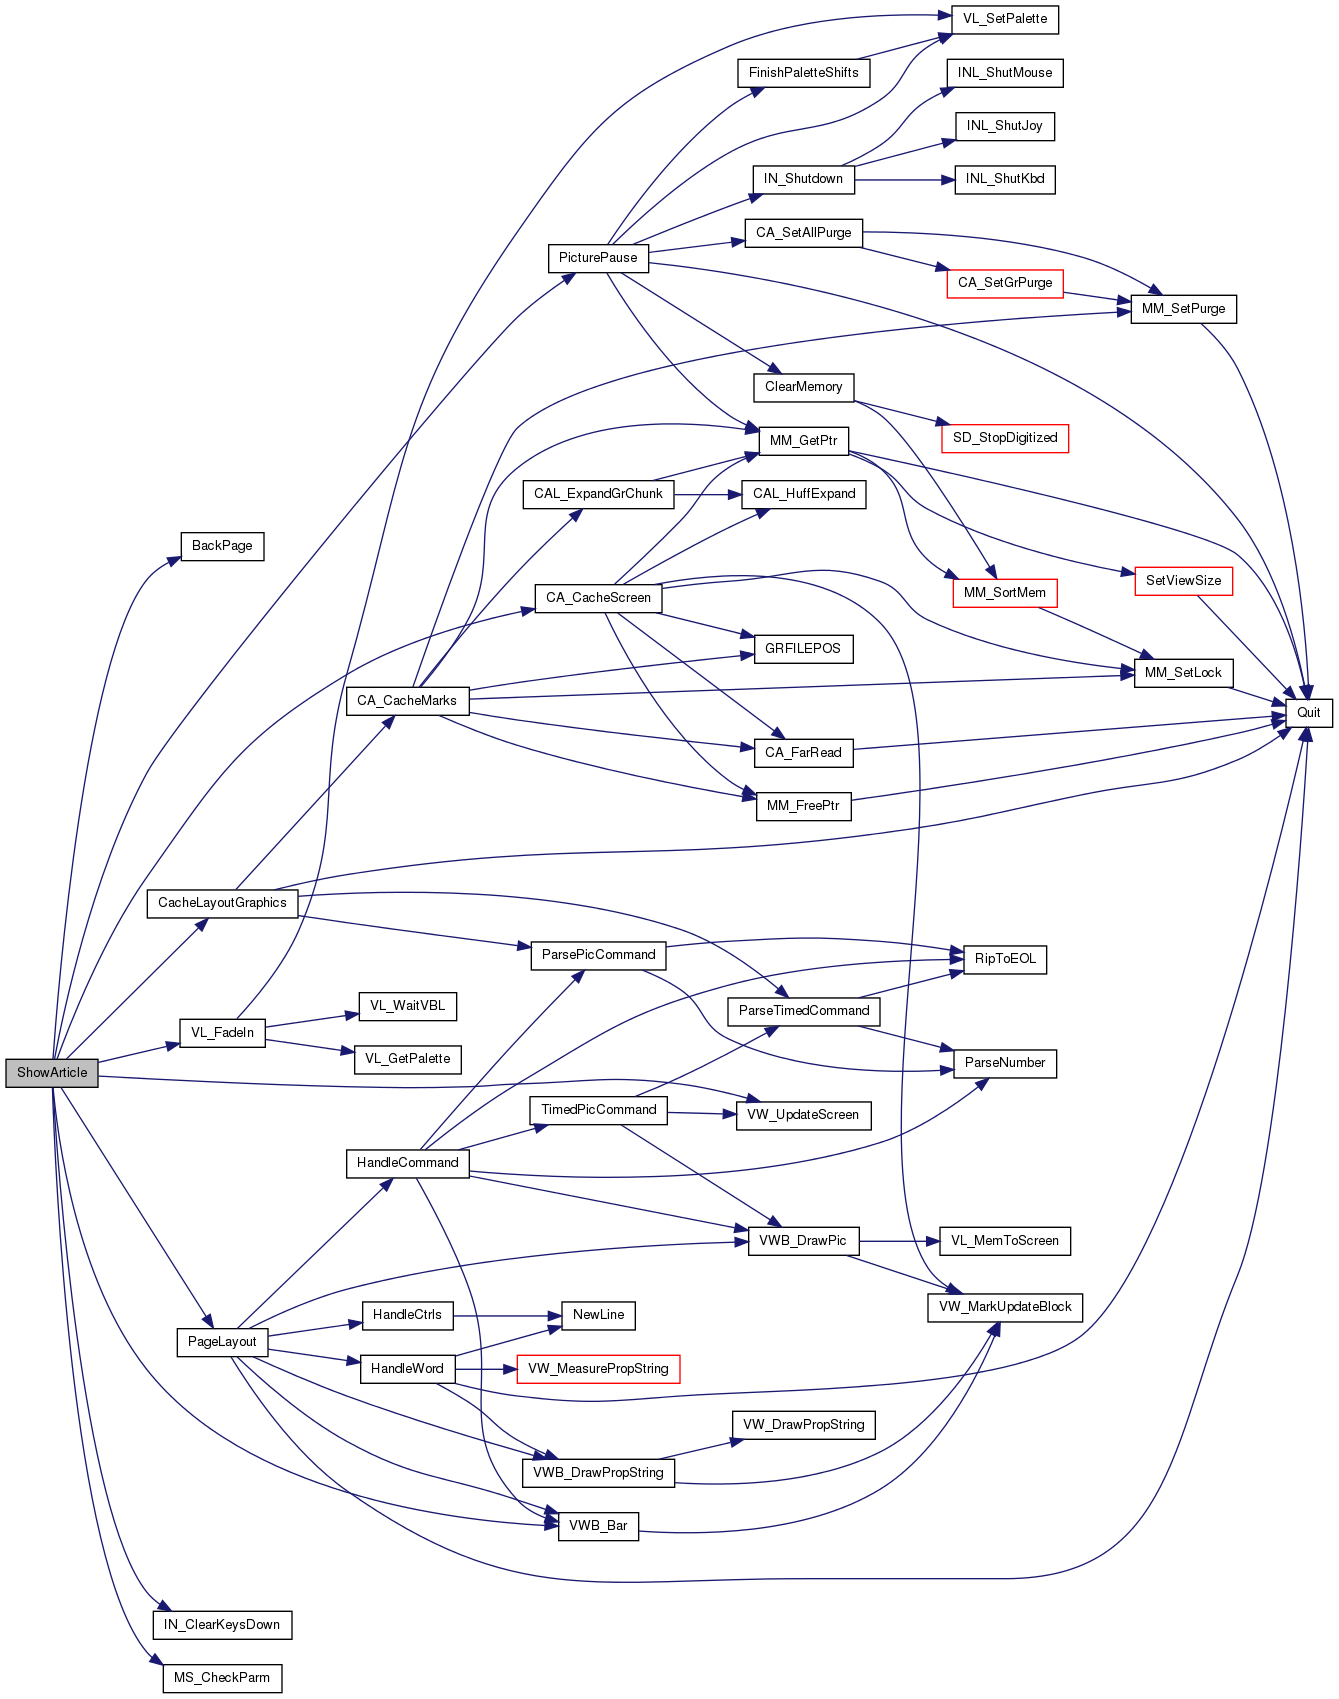 VL_SetPalette
FinishPaletteShifts
INL_ShutMouse
INL_ShutJoy
IN_Shutdown
INL_ShutKbd
CA_SetAllPurge
PicturePause
CA_SetGrPurge
MM_SetPurge
ClearMemory
SD_StopDigitized
MM_GetPtr
CAL_ExpandGrChunk
CAL_HuffExpand
BackPage
SetViewSize
CA_CacheScreen
MM_SortMem
GRFILEPOS
MM_SetLock
CA_CacheMarks
Quit
CA_FarRead
MM_FreePtr
CacheLayoutGraphics
ParsePicCommand
RipToEOL
VL_WaitVBL
ParseTimedCommand
VL_FadeIn
VL_GetPalette
ParseNumber
ShowArticle
TimedPicCommand
VW_UpdateScreen
HandleCommand
VWB_DrawPic
VL_MemToScreen
VW_MarkUpdateBlock
HandleCtrls
NewLine
PageLayout
HandleWord
VW_MeasurePropString
VW_DrawPropString
VWB_DrawPropString
VWB_Bar
IN_ClearKeysDown
MS_CheckParm